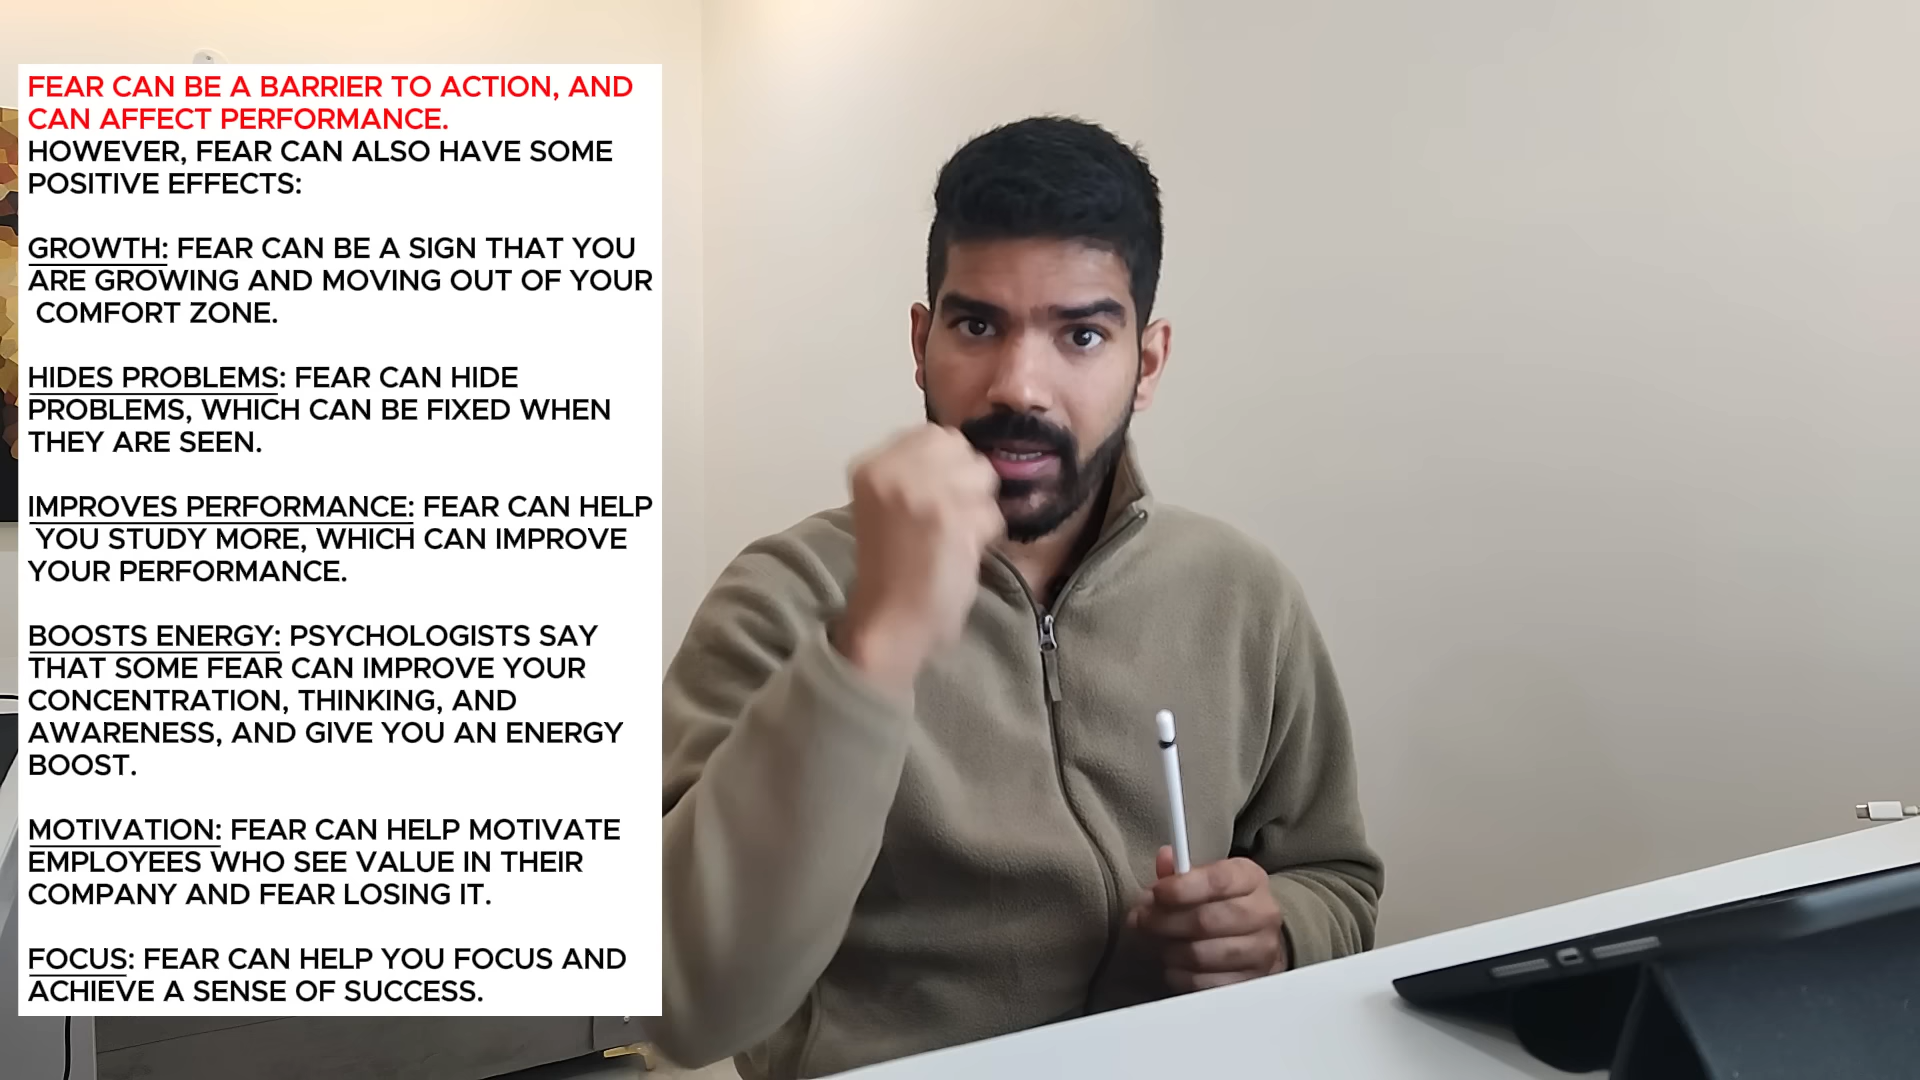 FEAR CAN BE A BARRIER TO ACTION, AND
CAN AFFECT PERFORMANCE.
HOWEVER, FEAR CAN ALSO HAVE SOME
POSITIVE EFFECTS:
GROWTH: FEAR CAN BE A SIGN THAT YOU
ARE GROWING AND MOVING OUT OF YOUR
COMFORT ZONE.
HIDES PROBLEMS: FEAR CAN HIDE
PROBLEMS, WHICH CAN BE FIXED WHEN
THEY ARE SEEN.
IMPROVES PERFORMANCE: FEAR CAN HELP
YOU STUDY MORE, WHICH CAN IMPROVE
YOUR PERFORMANCE.
BOOSTS ENERGY: PSYCHOLOGISTS SAY
THAT SOME FEAR CAN IMPROVE YOUR
CONCENTRATION, THINKING, AND
AWARENESS, AND GIVE YOU AN ENERGY
BOOST.
MOTIVATION: FEAR CAN HELP MOTIVATE
EMPLOYEES WHO SEE VALUE IN THEIR
COMPANY AND FEAR LOSING IT.
FOCUS: FEAR CAN HELP YOU FOCUS AND
ACHIEVE A SENSE OF SUCCESS.